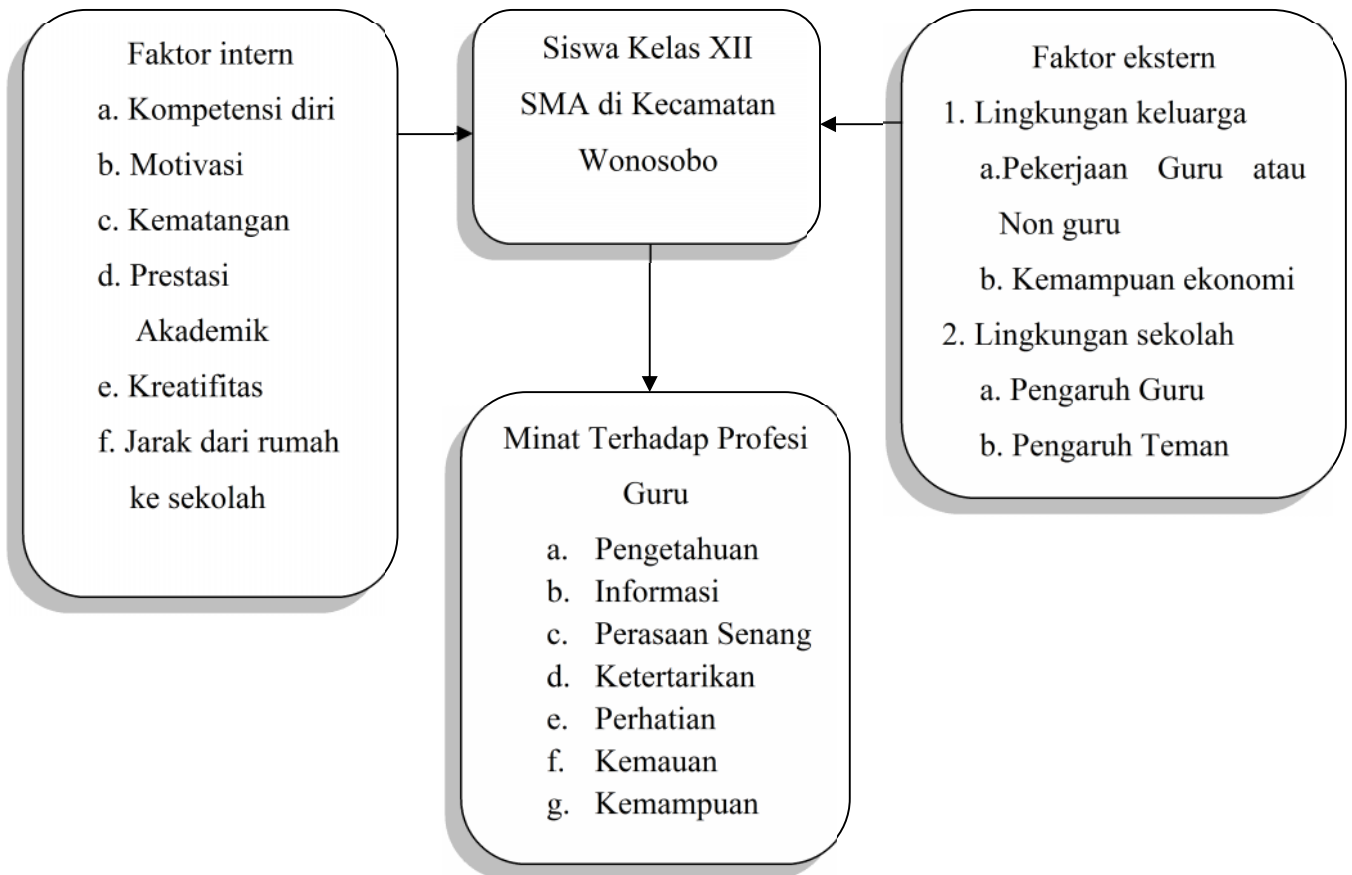 Faktor intern
a. Kompetensi diri
b. Motivasi
c. Kematangan
d. Prestasi
Akademik
e. Kreatifitas
f. Jarak dari rumah
ke sekolah
Siswa Kelas XII
SMA di Kecamatan
Wonosobo
Faktor ekstern
1. Lingkungan keluarga
a.Pekerjaan Guru atau
Non guru
b. Kemampuan ekonomi
2. Lingkungan sekolah
a. Pengaruh Guru
b. Pengaruh Teman
Minat Terhadap Profesi
Guru
a. Pengetahuan
b. Informasi
c. Perasaan Senang
d. Ketertarikan
e. Perhatian
f. Kemauan
g. Kemampuan